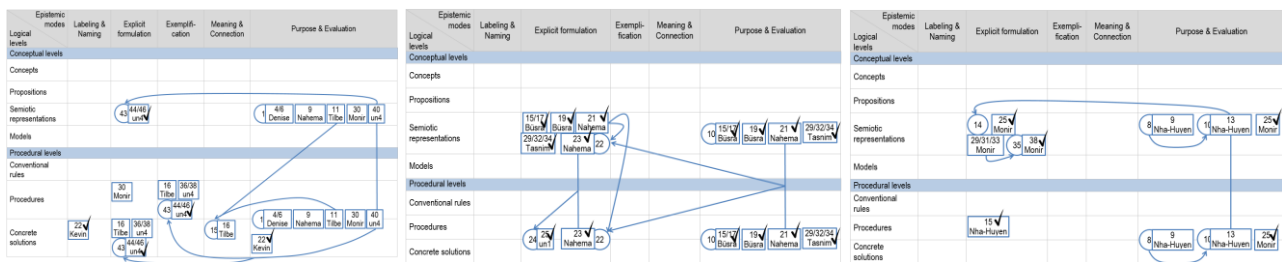 Epistemic modes
Logical levels
Labeling & Naming
Explicit formulation
Exemplifi-cation
Meaning & Connection
Purpose & Evaluation
Conceptual levels
Concepts
Propositions
Semiotic representations
43
44/46 un4
1
4/6 Denise
9 Nahema
11 Tilbe
30 Monir
40 un4
Models
Procedural levels
Conventional rules
Procedures
30 Monir
16 Tilbe
36/38 un4
43
44/46 un4
Concrete solutions
22 Kevin
16 Tilbe
36/38 un4
43
44/46 un4
15
16 Tilbe
1
4/6 Denise
9 Nahema
11 Tilbe
30 Monir
40 un4
22 Kevin
Epistemic modes
Logical levels
Labeling & Naming
Explicit formulation
Exempli-fication
Meaning & Connection
Purpose & Evaluation
Conceptual levels
Concepts
Propositions
Semiotic representations
15/17 Büsra
19 Büsra
21 Nahema
29/32/34 Tasnim
23 Nahema
22
10
15/17 Büsra
19 Büsra
21 Nahema
29/32/34 Tasnim
Models
Procedural levels
Conventional rules
Procedures
Concrete solutions
24
25 un1
23 Nahema
22
10
15/17 Büsra
19 Büsra
21 Nahema
29/32/34 Tasnim
Epistemic modes
Logical levels
Labeling & Naming
Explicit formulation
Exemp-lification
Meaning & Connection
Purpose & Evaluation
Conceptual levels
Concepts
Propositions
Semiotic representations
14
25 Monir
29/31/33 Monir
35
38 Monir
8
9 Nha-Huyen
10
13 Nha-Huyen
25 Monir
Models
Procedural levels
Conventional rules
Procedures
15 Nha-Huyen
Concrete solutions
8
9 Nha-Huyen
10
13 Nha-Huyen
25 Monir